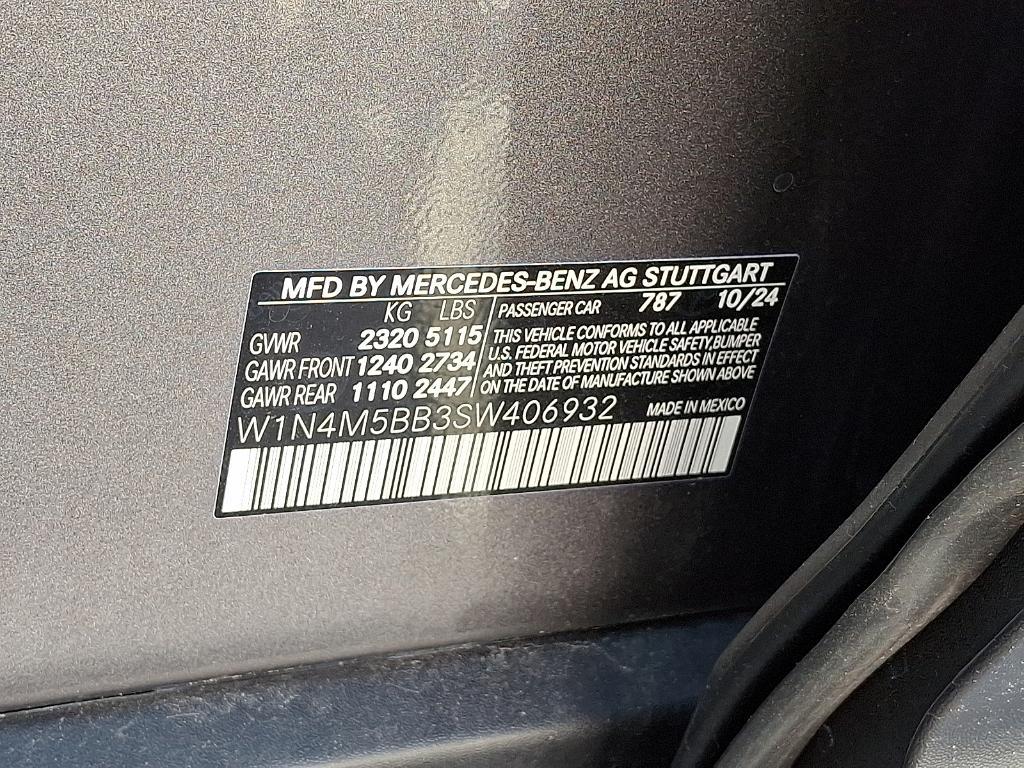 MFD BY MERCEDES-BENZ AG STUTTGART
KG LBS PASSENGER CAR 787 10/24
GVWR 2320 5115 THIS VEHICLE CONFORMS TO ALL APPLICABLE
U.S. FEDERAL MOTOR VEHICLE SAFETY,BUMPER
GAWR FRONT 1240 2734 AND THEFT PREVENTION STANDARDS IN EFFECT
GAWR REAR 1110 2447 ON THE DATE OF MANUFACTURE SHOWN ABOVE
W1N4M5BB3SW406932 MADE IN MEXICO